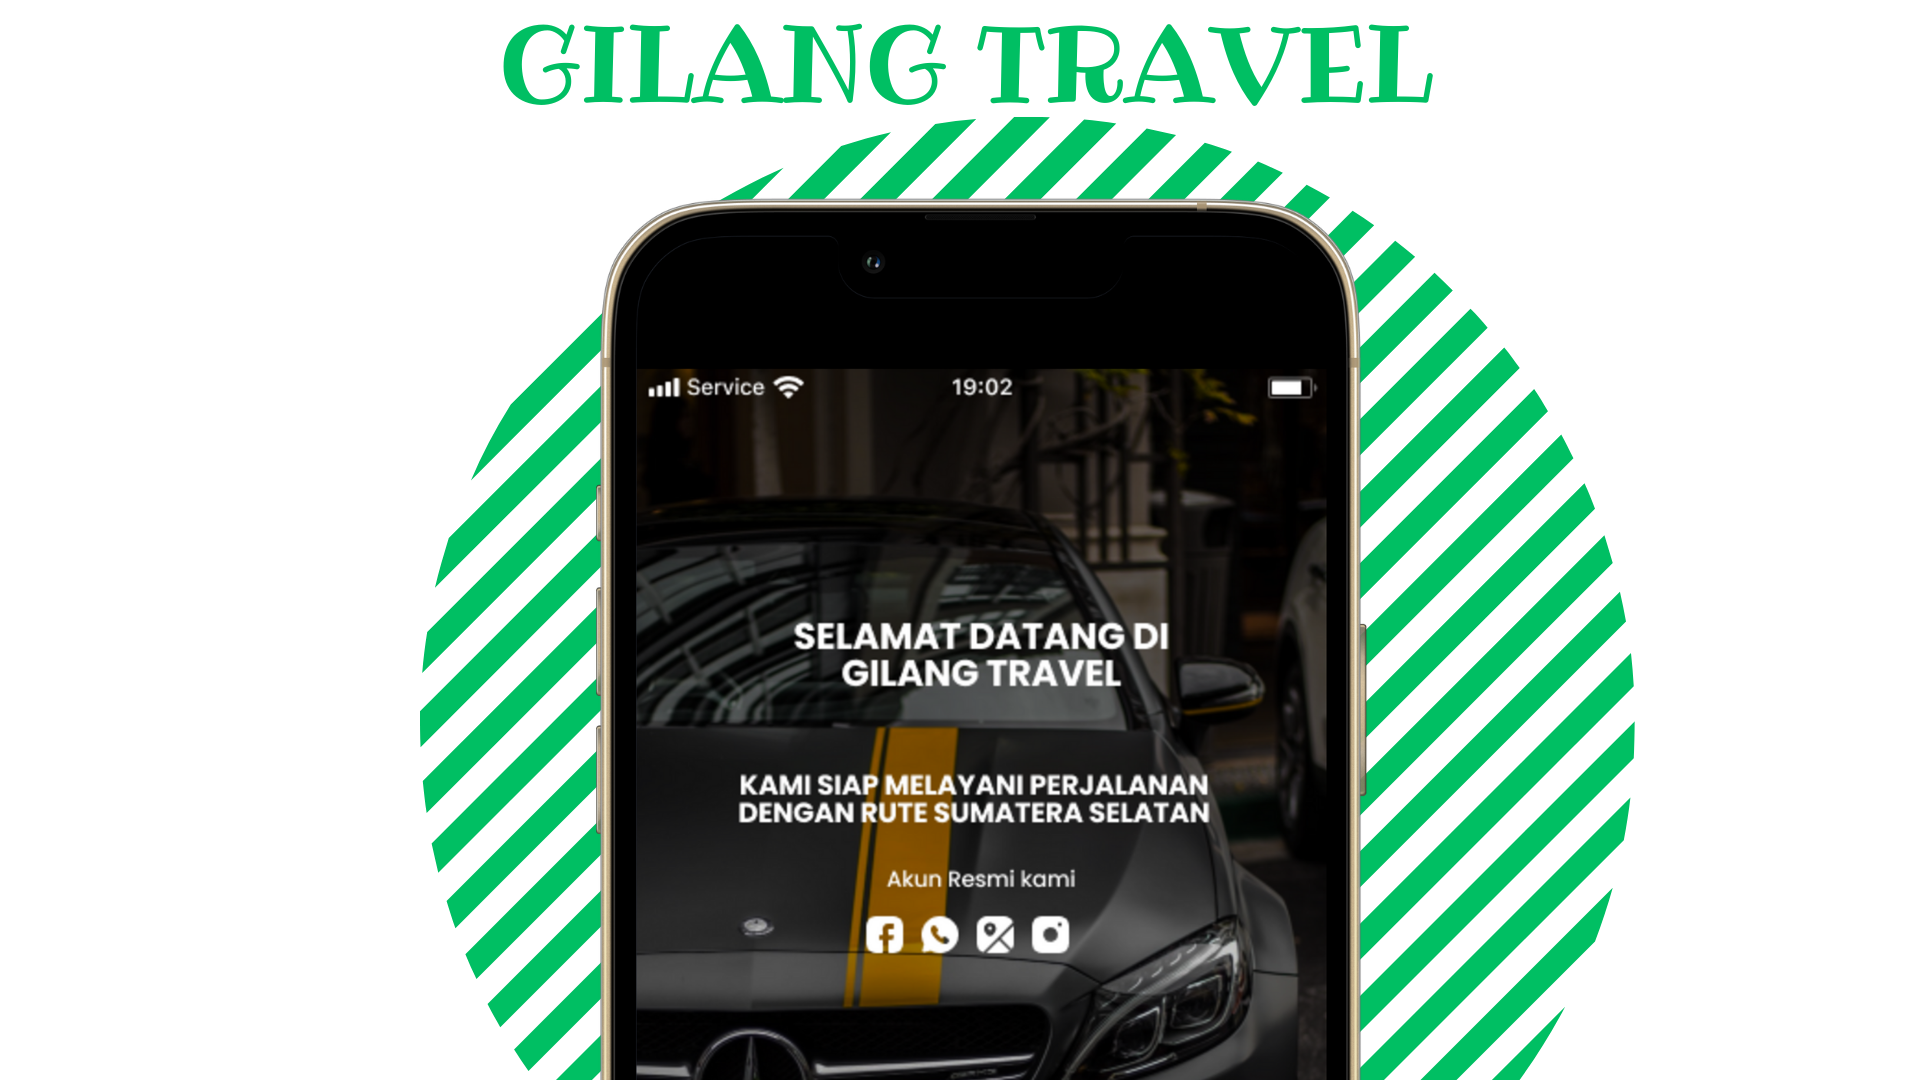 GILANG TRAVEL
Service 19:02
SELAMAT DATANG DI
GILANG TRAVEL
KAMI SIAP MELAYANI PERJALANAN
DENGAN RUTE SUMATERA SELATAN
Akun Resmi kami